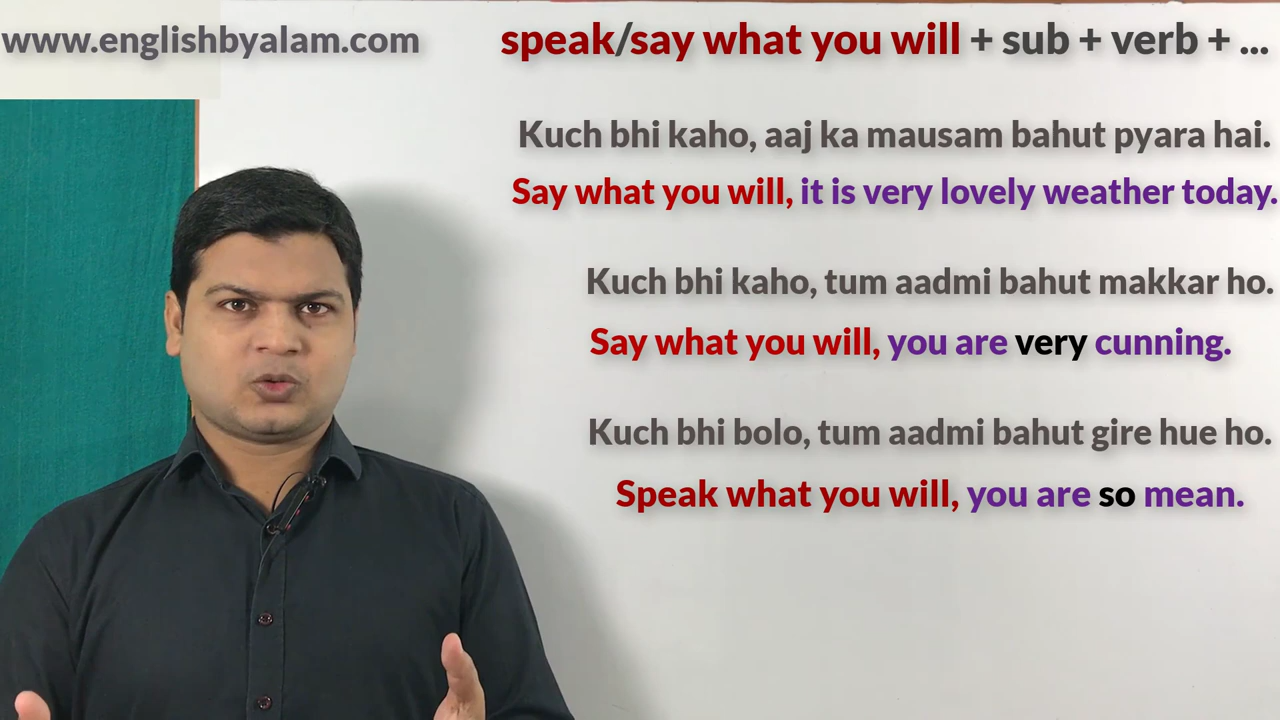 www.englishbyalam.com
speak/say what you will + sub + verb + ...
Kuch bhi kaho, aaj ka mausam bahut pyara hai.
Say what you will, it is very lovely weather today.
Kuch bhi kaho, tum aadmi bahut makkar ho.
Say what you will, you are very cunning.
Kuch bhi bolo, tum aadmi bahut gire hue ho.
Speak what you will, you are so mean.